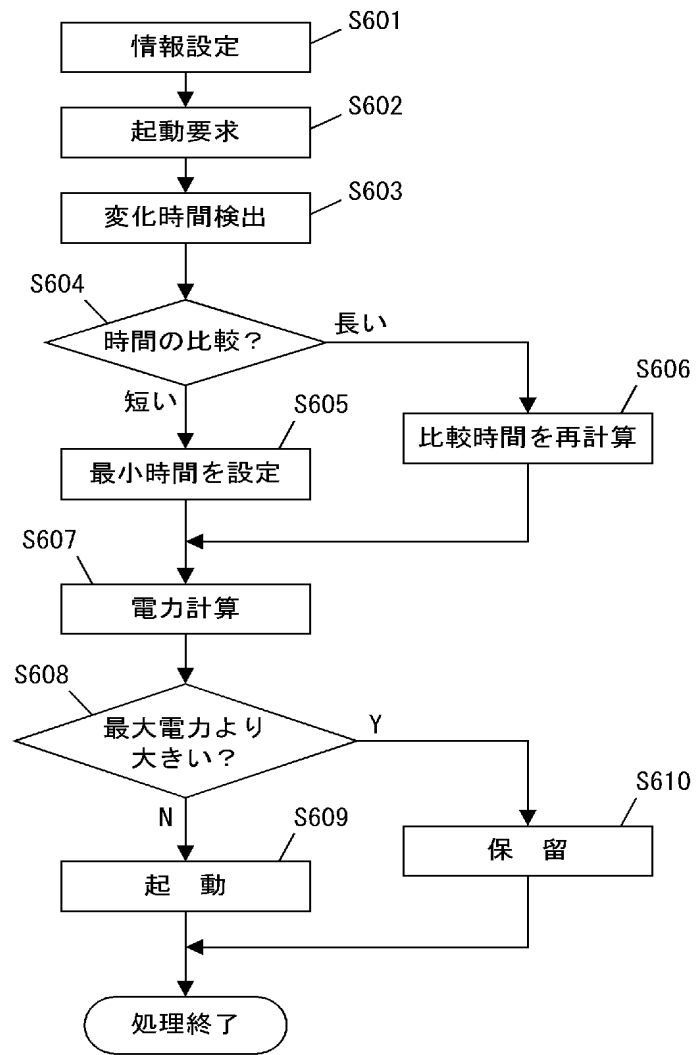 S601
情報設定
S602
起動要求
S603
変化時間検出
S604
時間の比較?
長い
短い
S605
S606
最小時間を設定
比較時間を再計算
S607
電力計算
S608
最大電力より
大きい?
Y
N
S609
S610
起 動
保 留
処理終了